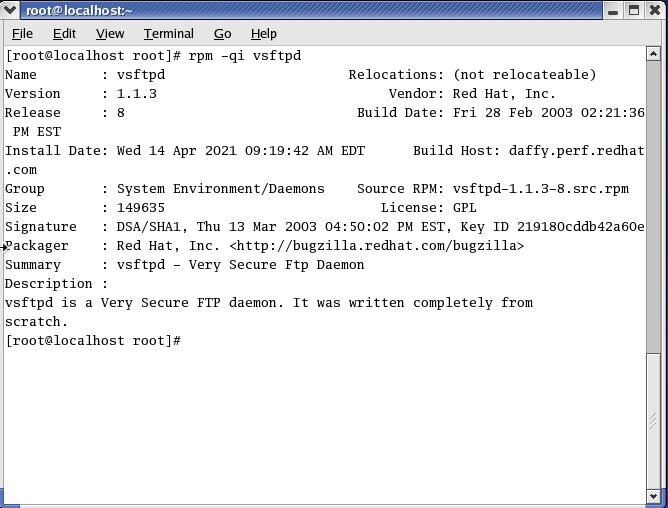 root@localhost:~
File Edit View Terminal Go Help
[root@localhost root]# rpm -qi vsftpd
Name        : vsftpd                       Relocations: (not relocateable)
Version     : 1.1.3                             Vendor: Red Hat, Inc.
Release     : 8                             Build Date: Fri 28 Feb 2003 02:21:36
 PM EST
Install Date: Wed 14 Apr 2021 09:19:42 AM EDT      Build Host: daffy.perf.redhat
.com
Group       : System Environment/Daemons    Source RPM: vsftpd-1.1.3-8.src.rpm
Size        : 149635                           License: GPL
Signature   : DSA/SHA1, Thu 13 Mar 2003 04:50:02 PM EST, Key ID 219180cddb42a60e
Packager    : Red Hat, Inc. <http://bugzilla.redhat.com/bugzilla>
Summary     : vsftpd - Very Secure Ftp Daemon
Description :
vsftpd is a Very Secure FTP daemon. It was written completely from
scratch.
[root@localhost root]#